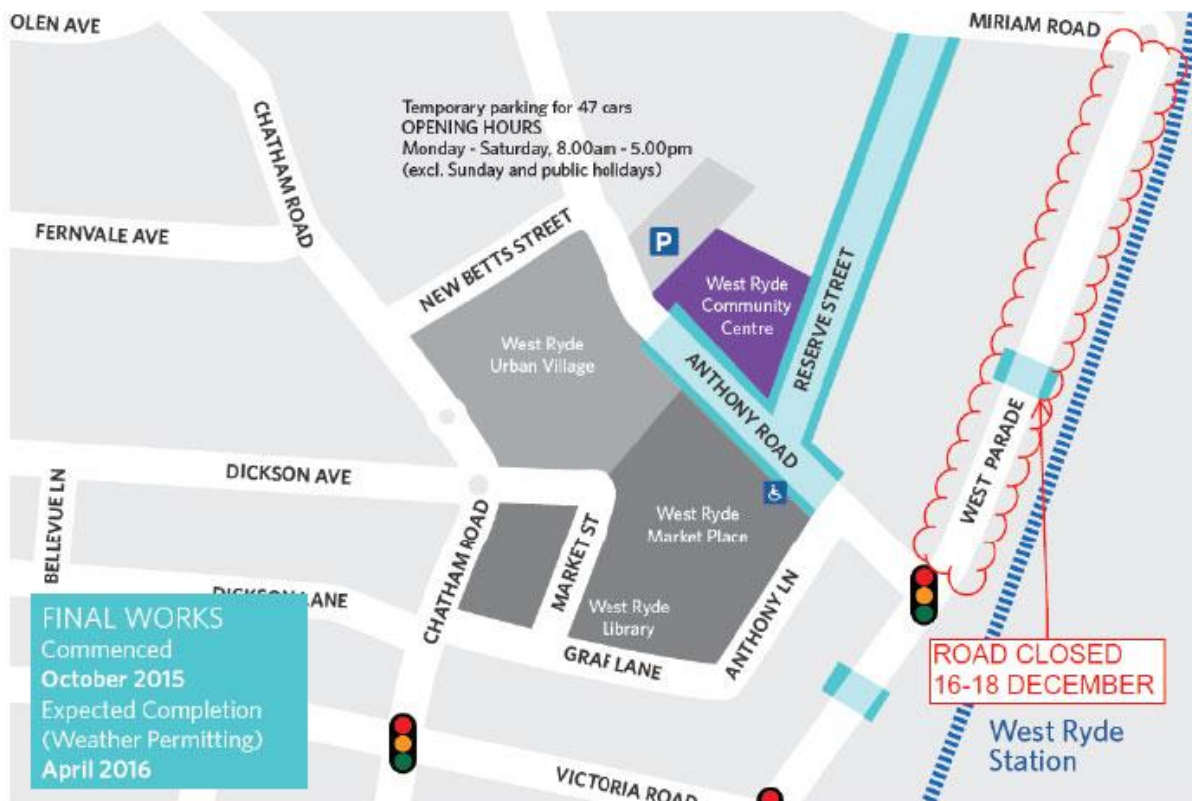 OLEN AVE
MIRIAM ROAD
CHATHAM ROAD
Temporary parking for 47 cars
OPENING HOURS
Monday - Saturday, 8.00am - 5.00pm
(excl. Sunday and public holidays)
FERNVALE AVE
NEW BETTS STREET
P
West Ryde
Community
Centre
RESERVE STREET
West Ryde
Urban Village
ANTHONY ROAD
WEST PARADE
DICKSON AVE
BELLEVUE LN
West Ryde
Market Place
CHATHAM ROAD
MARKET ST
ANTHONY LN
DICKSON LANE
West Ryde
Library
GRAF LANE
FINAL WORKS
Commenced
October 2015
Expected Completion
(Weather Permitting)
April 2016
ROAD CLOSED
16-18 DECEMBER
West Ryde
Station
VICTORIA ROAD